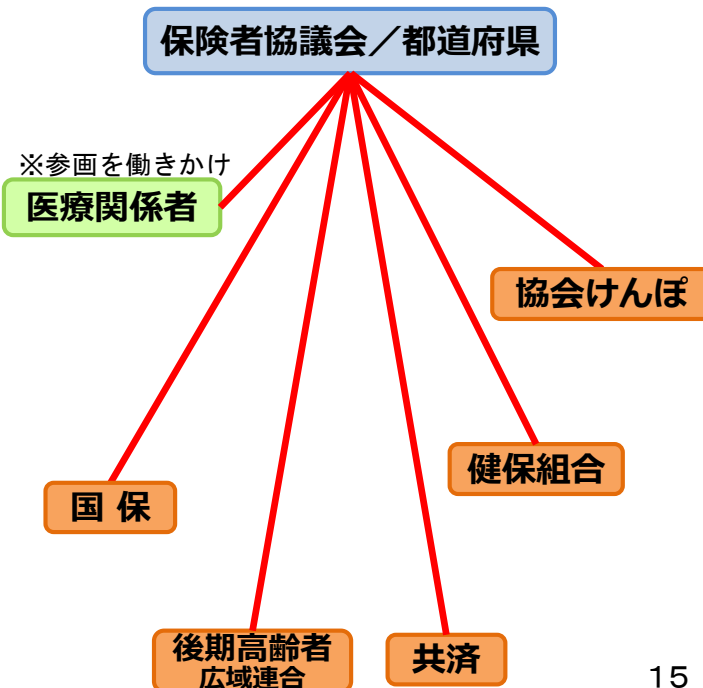 保険者協議会／都道府県
※参画を働きかけ
医療関係者
協会けんぽ
健保組合
国 保
後期高齢者
広域連合
共済
15